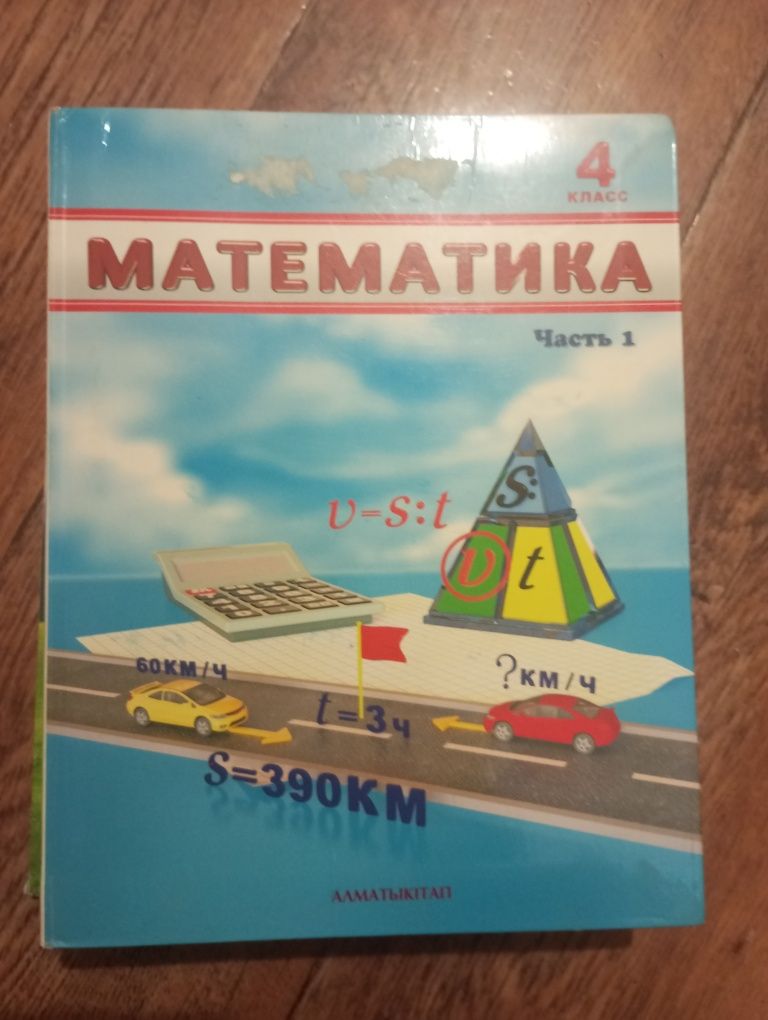 4
КЛАСС
МАТЕМАТИКА
Часть 1
s:
v=s:t
v t
60КМ/Ч
?КМ/Ч
t=3ч
S=390КМ
АЛМАТЫКІТАП